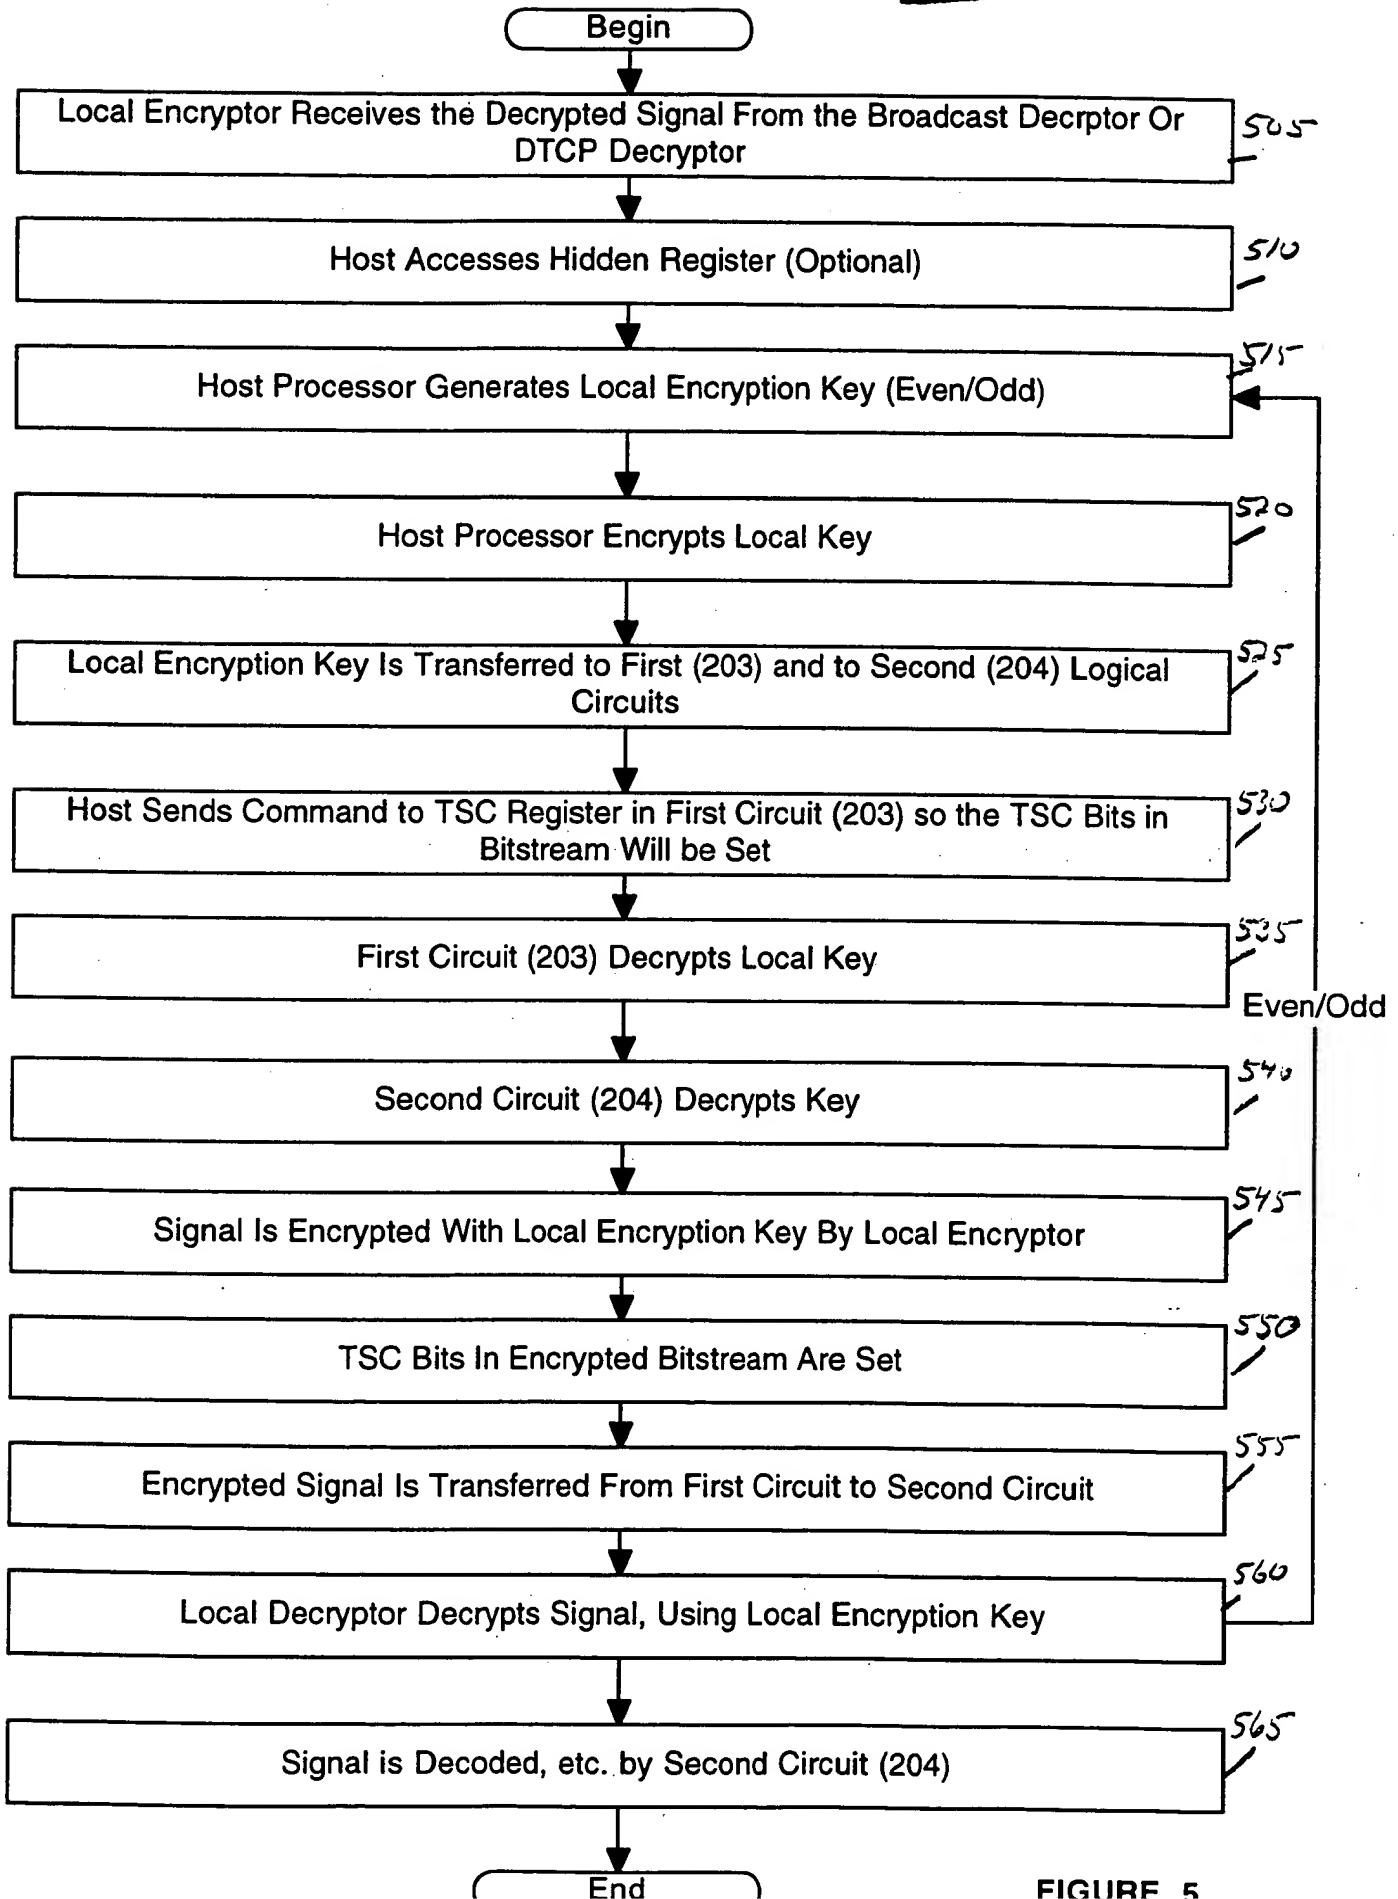 Begin
Local Encryptor Receives the Decrypted Signal From the Broadcast Decrptor Or
DTCP Decryptor
505
Host Accesses Hidden Register (Optional)
510
Host Processor Generates Local Encryption Key (Even/Odd)
515
Host Processor Encrypts Local Key
520
Local Encryption Key Is Transferred to First (203) and to Second (204) Logical
Circuits
525
Host Sends Command to TSC Register in First Circuit (203) so the TSC Bits in
Bitstream Will be Set
530
First Circuit (203) Decrypts Local Key
535
Even/Odd
Second Circuit (204) Decrypts Key
540
Signal Is Encrypted With Local Encryption Key By Local Encryptor
545
TSC Bits In Encrypted Bitstream Are Set
550
Encrypted Signal Is Transferred From First Circuit to Second Circuit
555
Local Decryptor Decrypts Signal, Using Local Encryption Key
560
Signal is Decoded, etc. by Second Circuit (204)
565
End
FIGURE 5